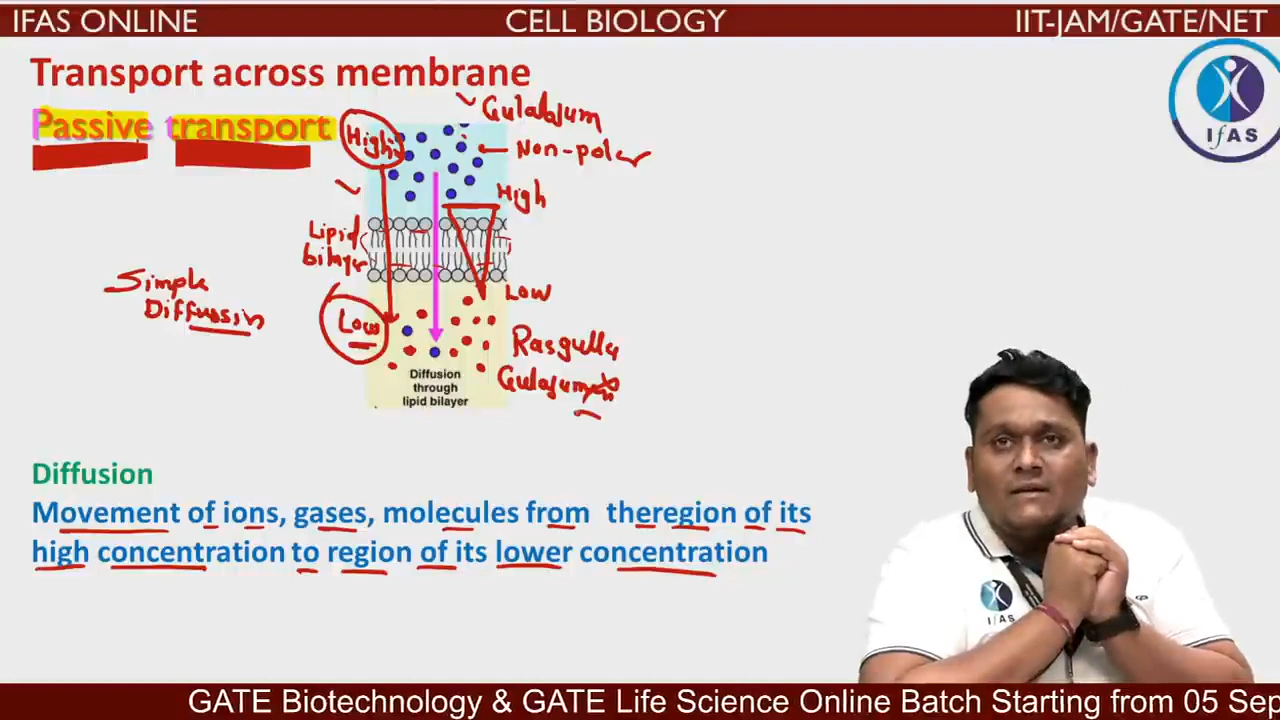 IFAS ONLINE
CELL BIOLOGY
IIT-JAM/GATE/NET
Transport across membrane
Passive transport
High
Gulabjum
Non-polar
High
IfAS
Lipid
bilayer
Simple
Diffusion
Low
Low
Rasgulla
Gulajum
Diffusion
through
lipid bilayer
Diffusion
Movement of ions, gases, molecules from theregion of its
high concentration to region of its lower concentration
IfAS
GATE Biotechnology & GATE Life Science Online Batch Starting from 05 Sep